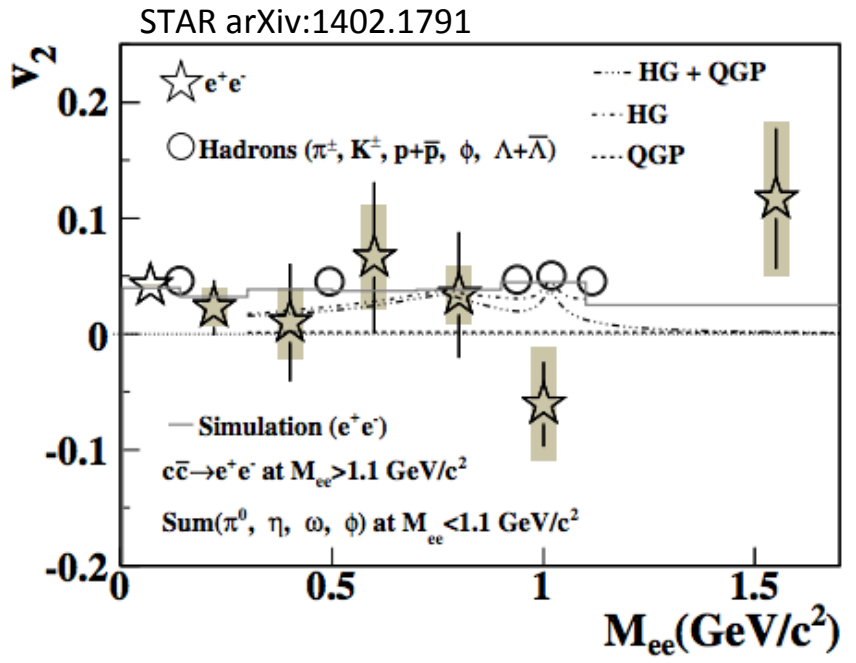 STAR arXiv:1402.1791
v₂
0.2
0.1
0
-0.1
-0.2
e⁺e⁻
Hadrons (π±, K±, p+p̅, φ, Λ+Λ̅)
HG + QGP
HG
QGP
Simulation (e⁺e⁻)
cc̅→e⁺e⁻ at Mₑₑ>1.1 GeV/c²
Sum(π⁰, η, ω, φ) at Mₑₑ<1.1 GeV/c²
0 0.5 1 1.5
Mₑₑ(GeV/c²)